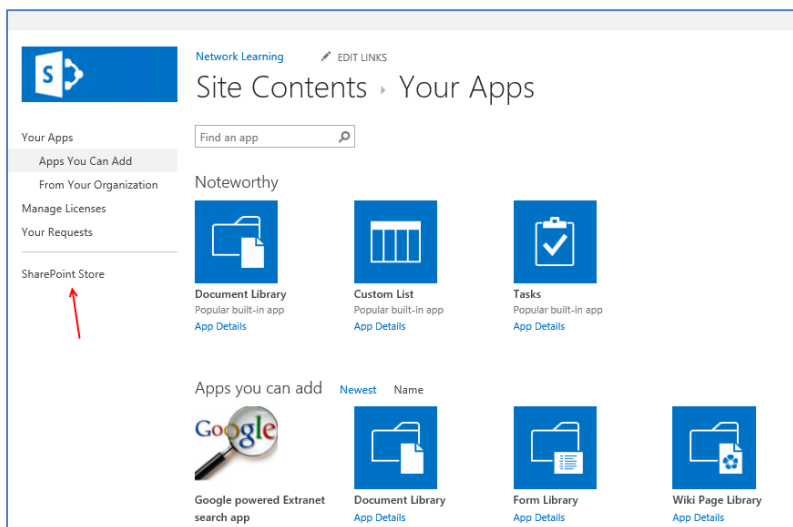 Network Learning
EDIT LINKS
Site Contents › Your Apps
S
Find an app
Your Apps
Apps You Can Add
From Your Organization
Manage Licenses
Your Requests
SharePoint Store
Noteworthy
Document Library
Popular built-in app
App Details
Custom List
Popular built-in app
App Details
Tasks
Popular built-in app
App Details
Apps you can add Newest Name
Google
Google powered Extranet
search app
Document Library
App Details
Form Library
App Details
Wiki Page Library
App Details